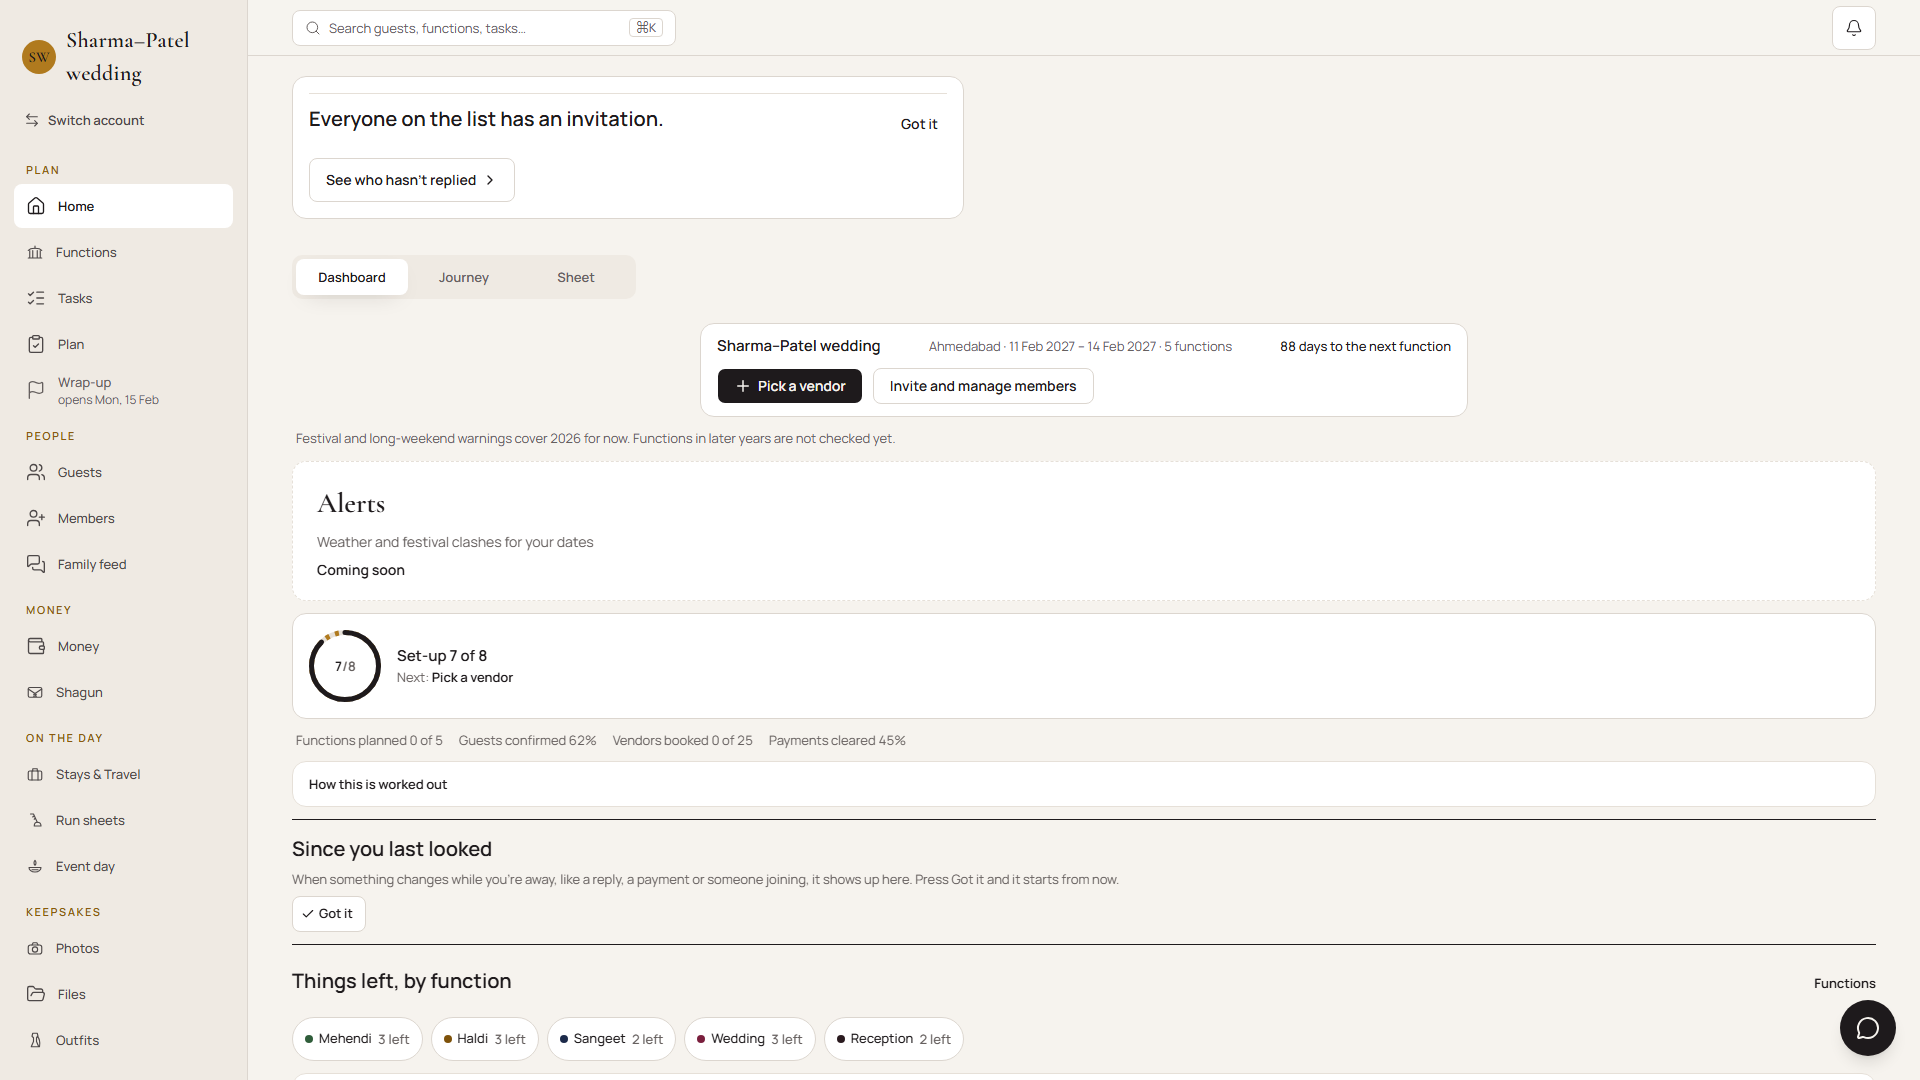 SW
Sharma–Patel
wedding
Switch account
PLAN
Home
Functions
Tasks
Plan
Wrap-up
opens Mon, 15 Feb
PEOPLE
Guests
Members
Family feed
MONEY
Money
Shagun
ON THE DAY
Stays & Travel
Run sheets
Event day
KEEPSAKES
Photos
Files
Outfits
Search guests, functions, tasks… ⌘K
Everyone on the list has an invitation.
Got it
See who hasn't replied
Dashboard Journey Sheet
Sharma–Patel wedding Ahmedabad · 11 Feb 2027 – 14 Feb 2027 · 5 functions 88 days to the next function
Pick a vendor Invite and manage members
Festival and long-weekend warnings cover 2026 for now. Functions in later years are not checked yet.
Alerts
Weather and festival clashes for your dates
Coming soon
7/8
Set-up 7 of 8
Next: Pick a vendor
Functions planned 0 of 5 Guests confirmed 62% Vendors booked 0 of 25 Payments cleared 45%
How this is worked out
Since you last looked
When something changes while you're away, like a reply, a payment or someone joining, it shows up here. Press Got it and it starts from now.
Got it
Things left, by function
Functions
Mehendi 3 left Haldi 3 left Sangeet 2 left Wedding 3 left Reception 2 left